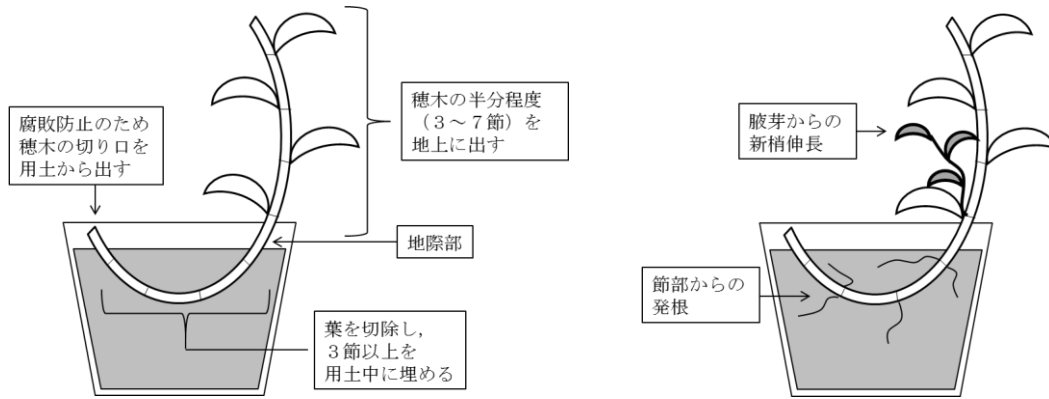 穂木の半分程度
（３～７節）を
地上に出す
腐敗防止のため
穂木の切り口を
用土から出す
地際部
葉を切除し，
３節以上を
用土中に埋める
腋芽からの
新梢伸長
節部からの
発根